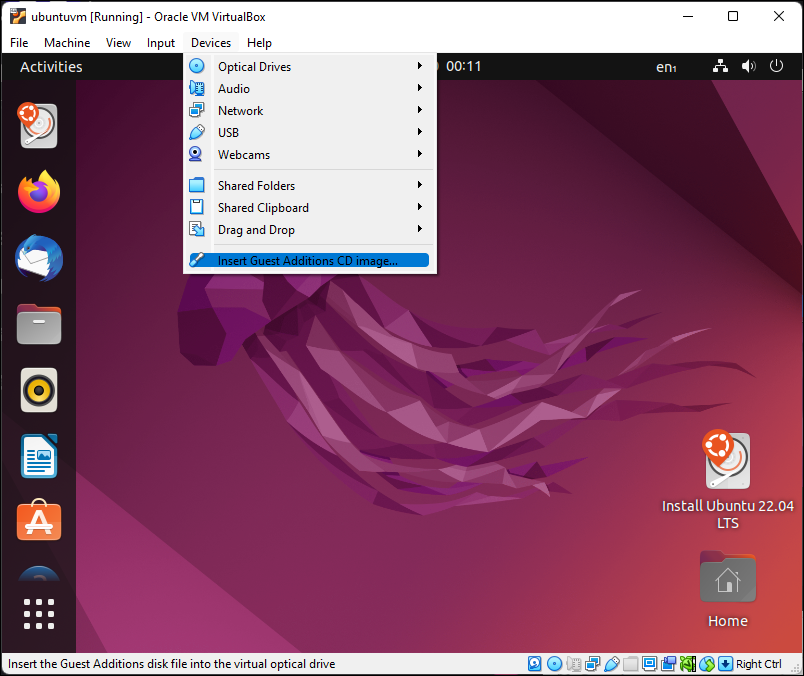 ubuntuvm [Running] - Oracle VM VirtualBox
File Machine View Input Devices Help
Activities
00:11
en₁
Optical Drives
Audio
Network
USB
Webcams
Shared Folders
Shared Clipboard
Drag and Drop
Insert Guest Additions CD image...
Install Ubuntu 22.04
LTS
Home
Insert the Guest Additions disk file into the virtual optical drive
Right Ctrl